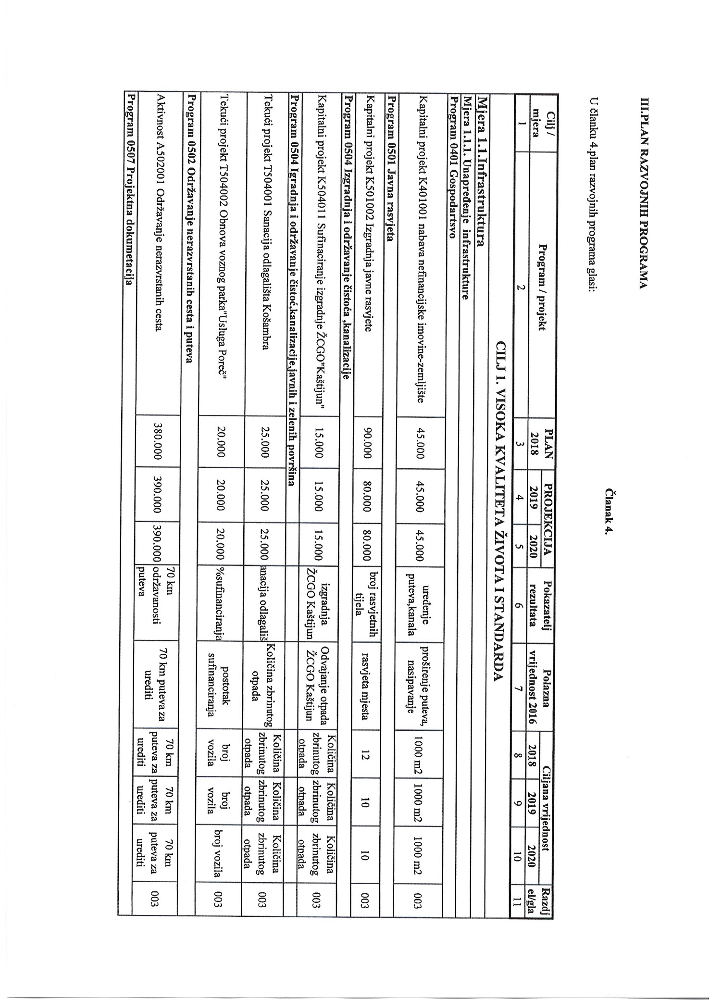 III.PLAN RAZVOJNIH PROGRAMA
Članak 4.
U članku 4.plan razvojnih programa glasi:
Cilj / mjera Program / projekt PLAN 2018 PROJEKCIJA 2019 2020 Pokazatelj rezultata Polazna vrijednost 2016 Ciljana vrijednost 2018 2019 2020 Razdj el/gla
1 2 3 4 5 6 7 8 9 10 11
CILJ 1. VISOKA KVALITETA ŽIVOTA I STANDARDA
Mjera 1.1.Infrastruktura
Mjera 1.1.1. Unapređenje infrastrukture
Program 0401 Gospodartsvo
Kapitalni projekt K401001 nabava nefinancijske imovine-zemljište 45.000 45.000 45.000 uređenje puteva,kanala proširenje puteva, nasipavanje 1000 m2 1000 m2 1000 m2 003
Program 0501 Javna rasvjeta
Kapitalni projekt K501002 Izgradnja javne rasvjete 90.000 80.000 80.000 broj rasvjetnih tijela rasvjeta mjesta 12 10 10 003
Program 0504 Izgradnja i održavanje čistoća ,kanalizacije
Kapitalni projekt K504011 Sufinaciranje izgradnje ŽCGO"Kaštijun" 15.000 15.000 15.000 izgradnja ŽCGO Kaštijun Odvajanje otpada ŽCGO Kaštijun Količina zbrinutog otpada Količina zbrinutog otpada Količina zbrinutog otpada 003
Program 0504 Igradnja i održavanje čistoć,kanalizacije,javnih i zelenih površina
Tekući projekt T504001 Sanacija odlagališta Košambra 25.000 25.000 25.000 anacija odlagališ Količina zbrinutog otpada Količina zbrinutog otpada Količina zbrinutog otpada Količina zbrinutog otpada 003
Tekući projekt T504002 Obnova voznog parka"Usluga Poreč" 20.000 20.000 20.000 %sufinanciranja postotak sufinanciranja broj vozila broj vozila broj vozila 003
Program 0502 Održavanje nerazvrstanih cesta i puteva
Aktivnost A502001 Održavanje nerazvrstanih cesta 380.000 390.000 390.000 70 km održavanosti puteva 70 km puteva za urediti 70 km puteva za urediti 70 km puteva za urediti 70 km puteva za urediti 003
Program 0507 Projektna dokumetacija